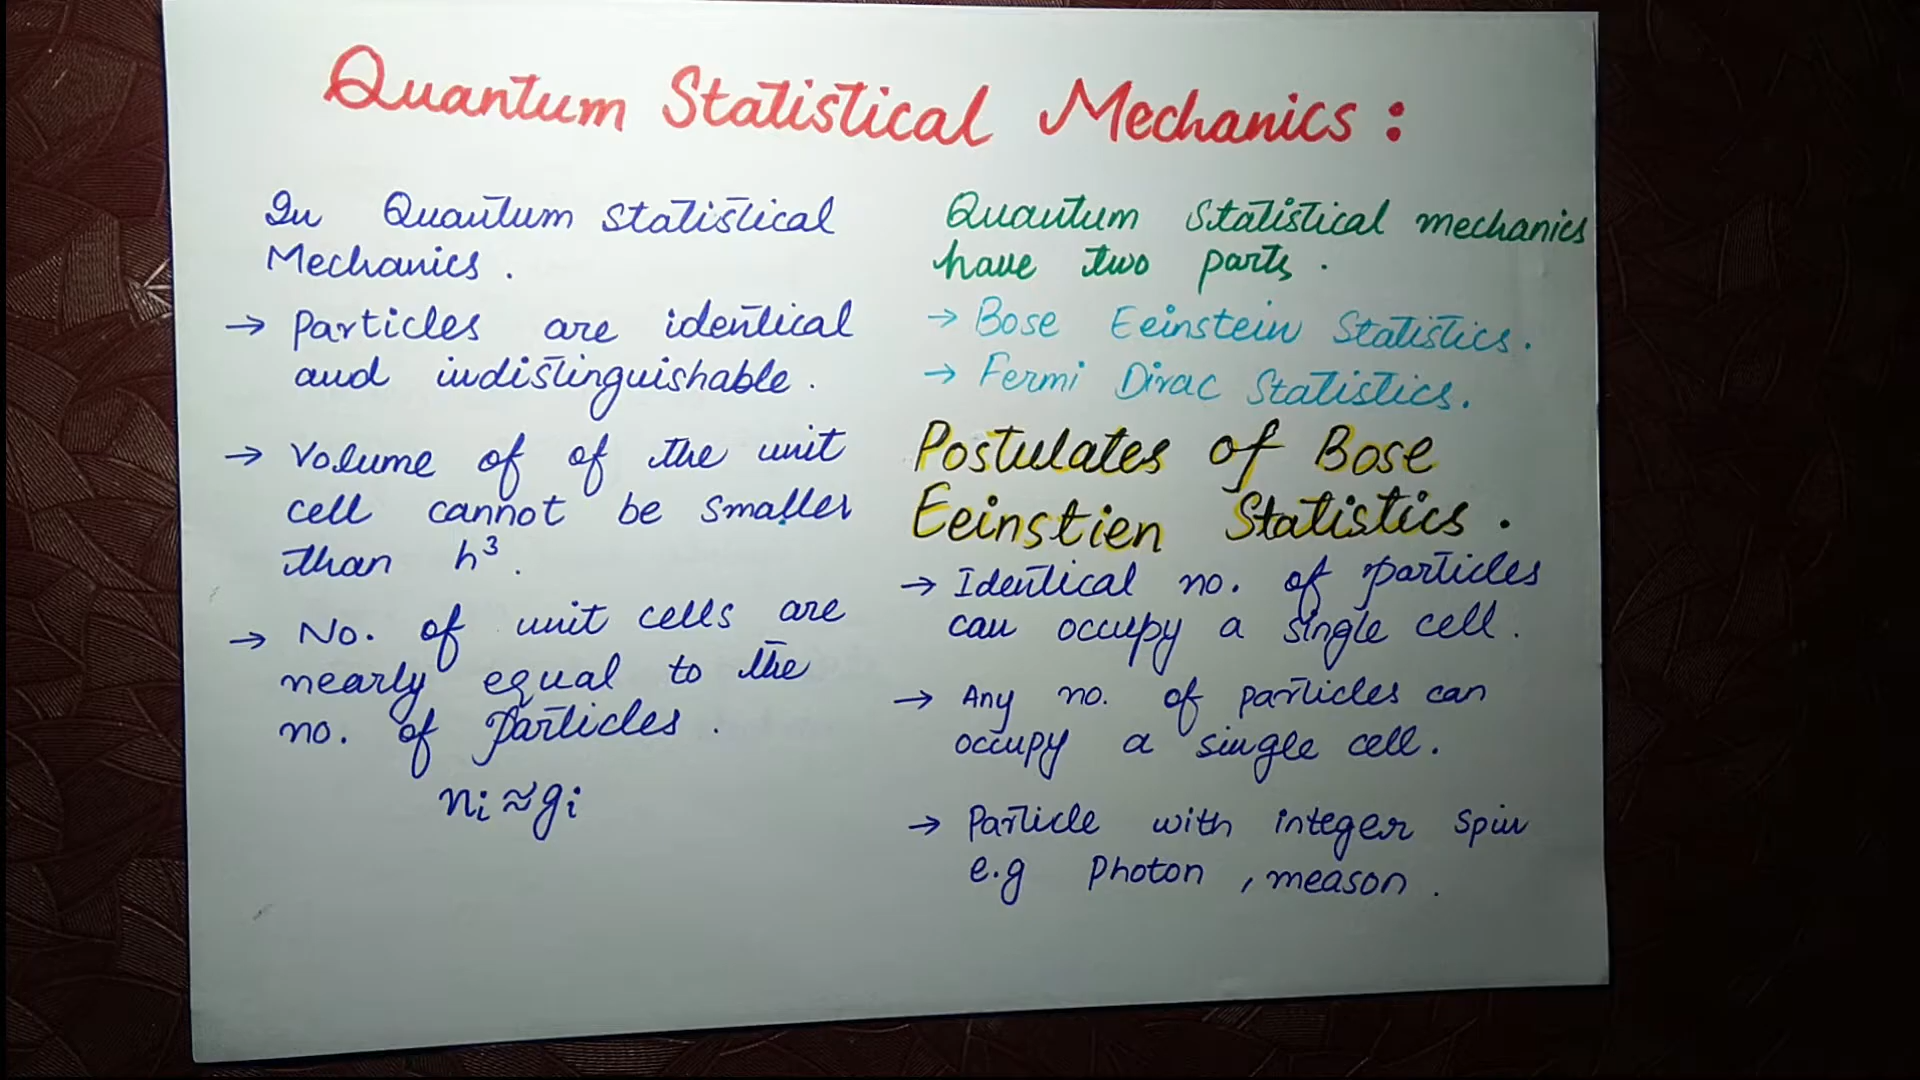 Quantum Statistical Mechanics :
In Quantum statistical
Mechanics .
→ Particles are identical
and indistinguishable .
→ Volume of of the unit
cell cannot be smaller
than h³ .
→ No. of unit cells are
nearly equal to the
no. of particles .
ni ≈ gi
Quantum Statistical mechanics
have two parts .
→ Bose Eeinstein Statistics .
→ Fermi Dirac Statistics .
Postulates of Bose
Eeinstien Statistics .
→ Identical no. of particles
can occupy a single cell .
→ Any no. of particles can
occupy a single cell .
→ Particle with integer spin
e.g Photon , meason .